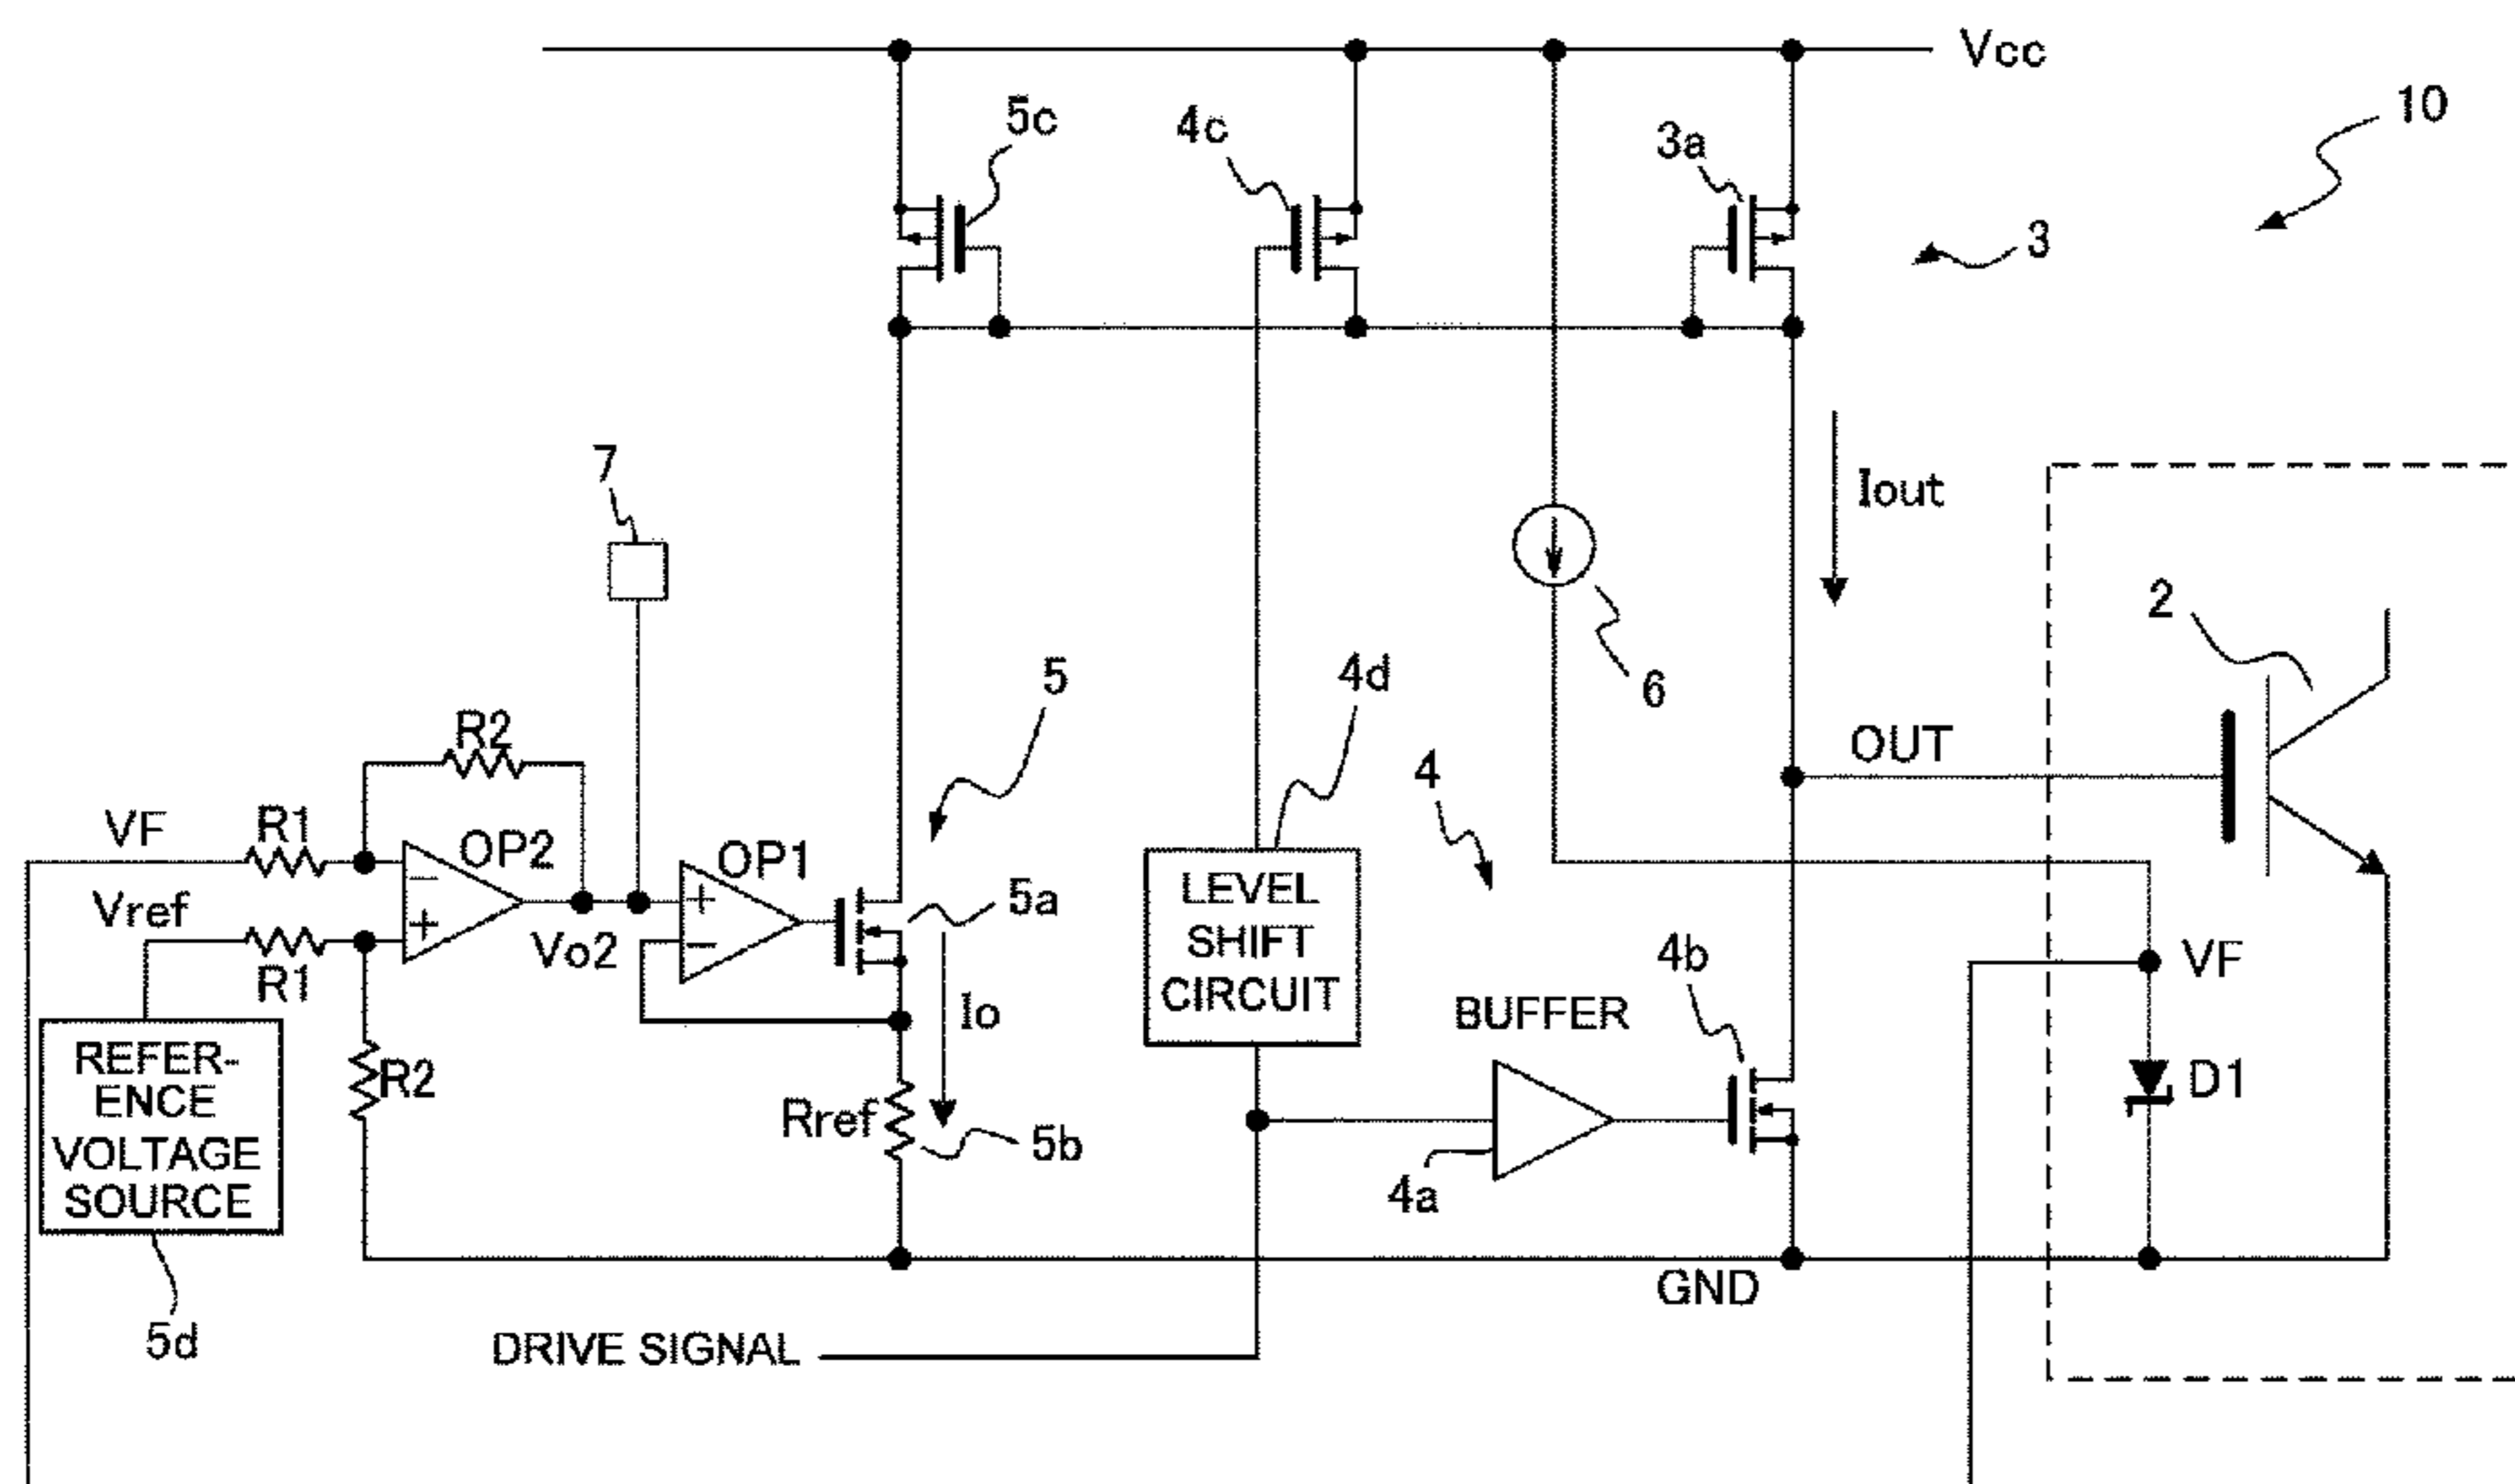 Vcc
10
5c
4c
3a
3
7
Iout
2
5
4d
6
R2
OUT
4
VF
R1
OP2
OP1
LEVEL
SHIFT
CIRCUIT
5a
Vref
R1
Vo2
4b
VF
Io
BUFFER
REFER-
ENCE
VOLTAGE
SOURCE
R2
D1
Rref
5b
4a
GND
5d
DRIVE SIGNAL